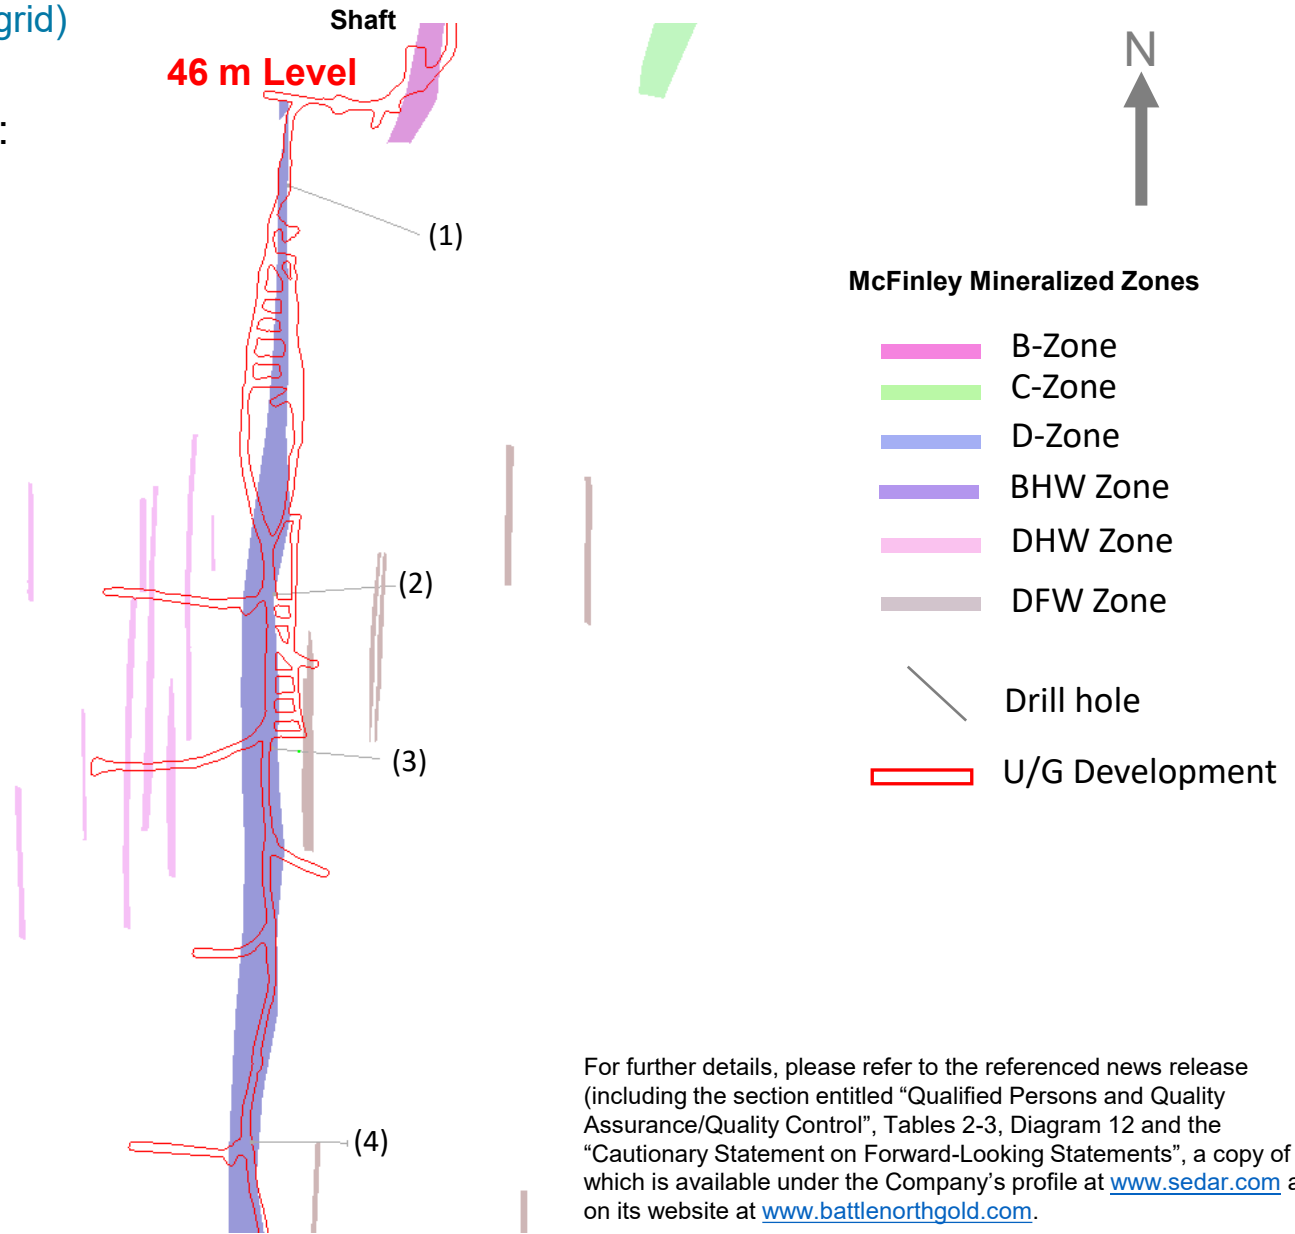 grid)
Shaft
46 m Level
:
N
(1)
McFinley Mineralized Zones
B-Zone
C-Zone
D-Zone
BHW Zone
DHW Zone
DFW Zone
(2)
(3)
Drill hole
U/G Development
(4)
For further details, please refer to the referenced news release
(including the section entitled “Qualified Persons and Quality
Assurance/Quality Control”, Tables 2-3, Diagram 12 and the
“Cautionary Statement on Forward-Looking Statements”, a copy of
which is available under the Company’s profile at www.sedar.com a
on its website at www.battlenorthgold.com.